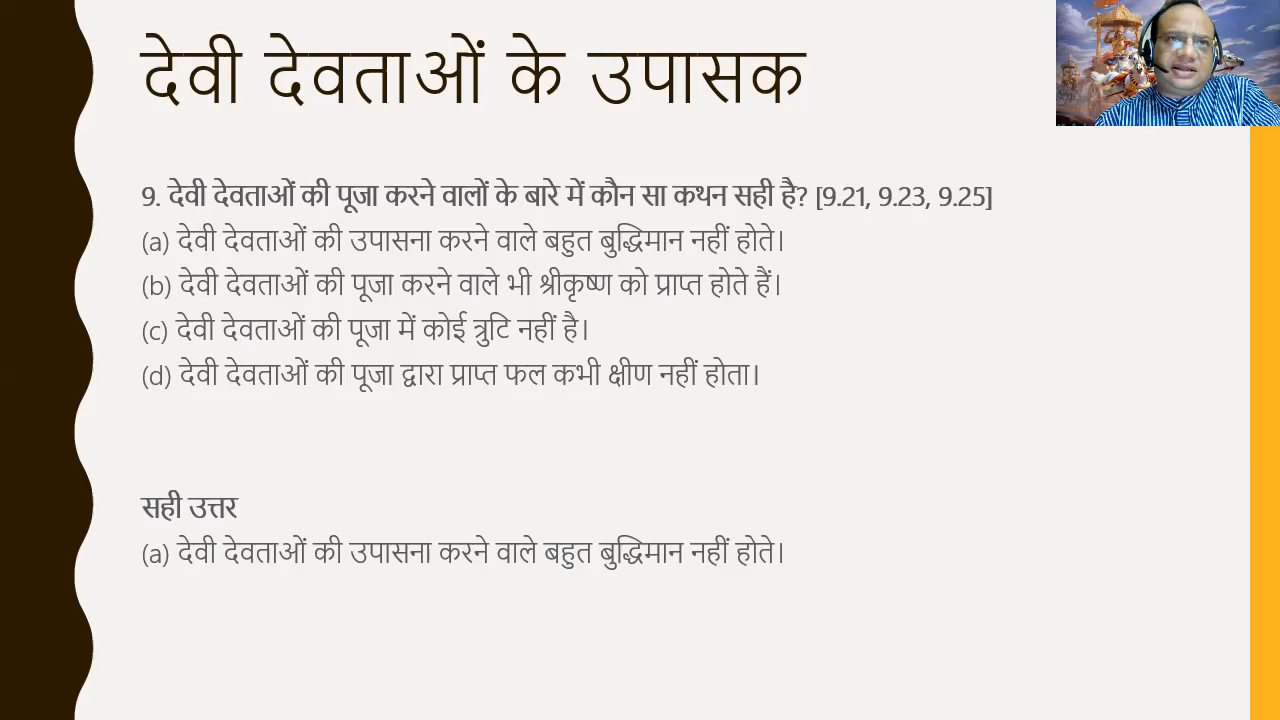 देवी देवताओं के उपासक
9. देवी देवताओं की पूजा करने वालों के बारे में कौन सा कथन सही है? [9.21, 9.23, 9.25]
(a) देवी देवताओं की उपासना करने वाले बहुत बुद्धिमान नहीं होते।
(b) देवी देवताओं की पूजा करने वाले भी श्रीकृष्ण को प्राप्त होते हैं।
(c) देवी देवताओं की पूजा में कोई त्रुटि नहीं है।
(d) देवी देवताओं की पूजा द्वारा प्राप्त फल कभी क्षीण नहीं होता।
सही उत्तर
(a) देवी देवताओं की उपासना करने वाले बहुत बुद्धिमान नहीं होते।